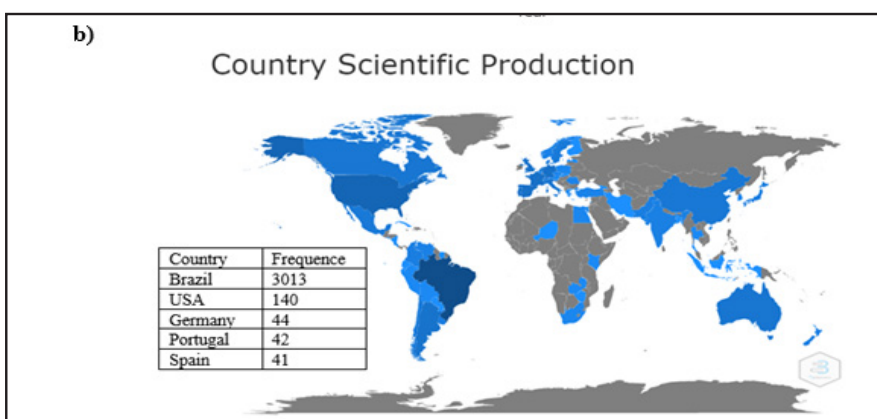 b)
Country Scientific Production
Country Frequence
Brazil 3013
USA 140
Germany 44
Portugal 42
Spain 41